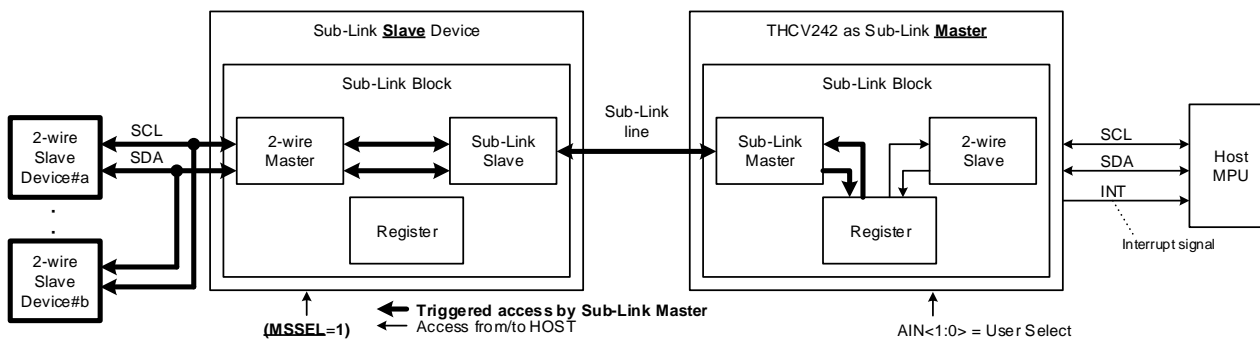 Sub-Link Slave Device
THCV242 as Sub-Link Master
Sub-Link Block
Sub-Link Block
Sub-Link
line
2-wire
Slave
Device#a
SCL
SDA
2-wire
Master
Sub-Link
Slave
Register
Sub-Link
Master
2-wire
Slave
Register
SCL
SDA
INT
Host
MPU
Interrupt signal
.
.
.
2-wire
Slave
Device#b
(MSSEL=1)
Triggered access by Sub-Link Master
Access from/to HOST
AIN<1:0> = User Select